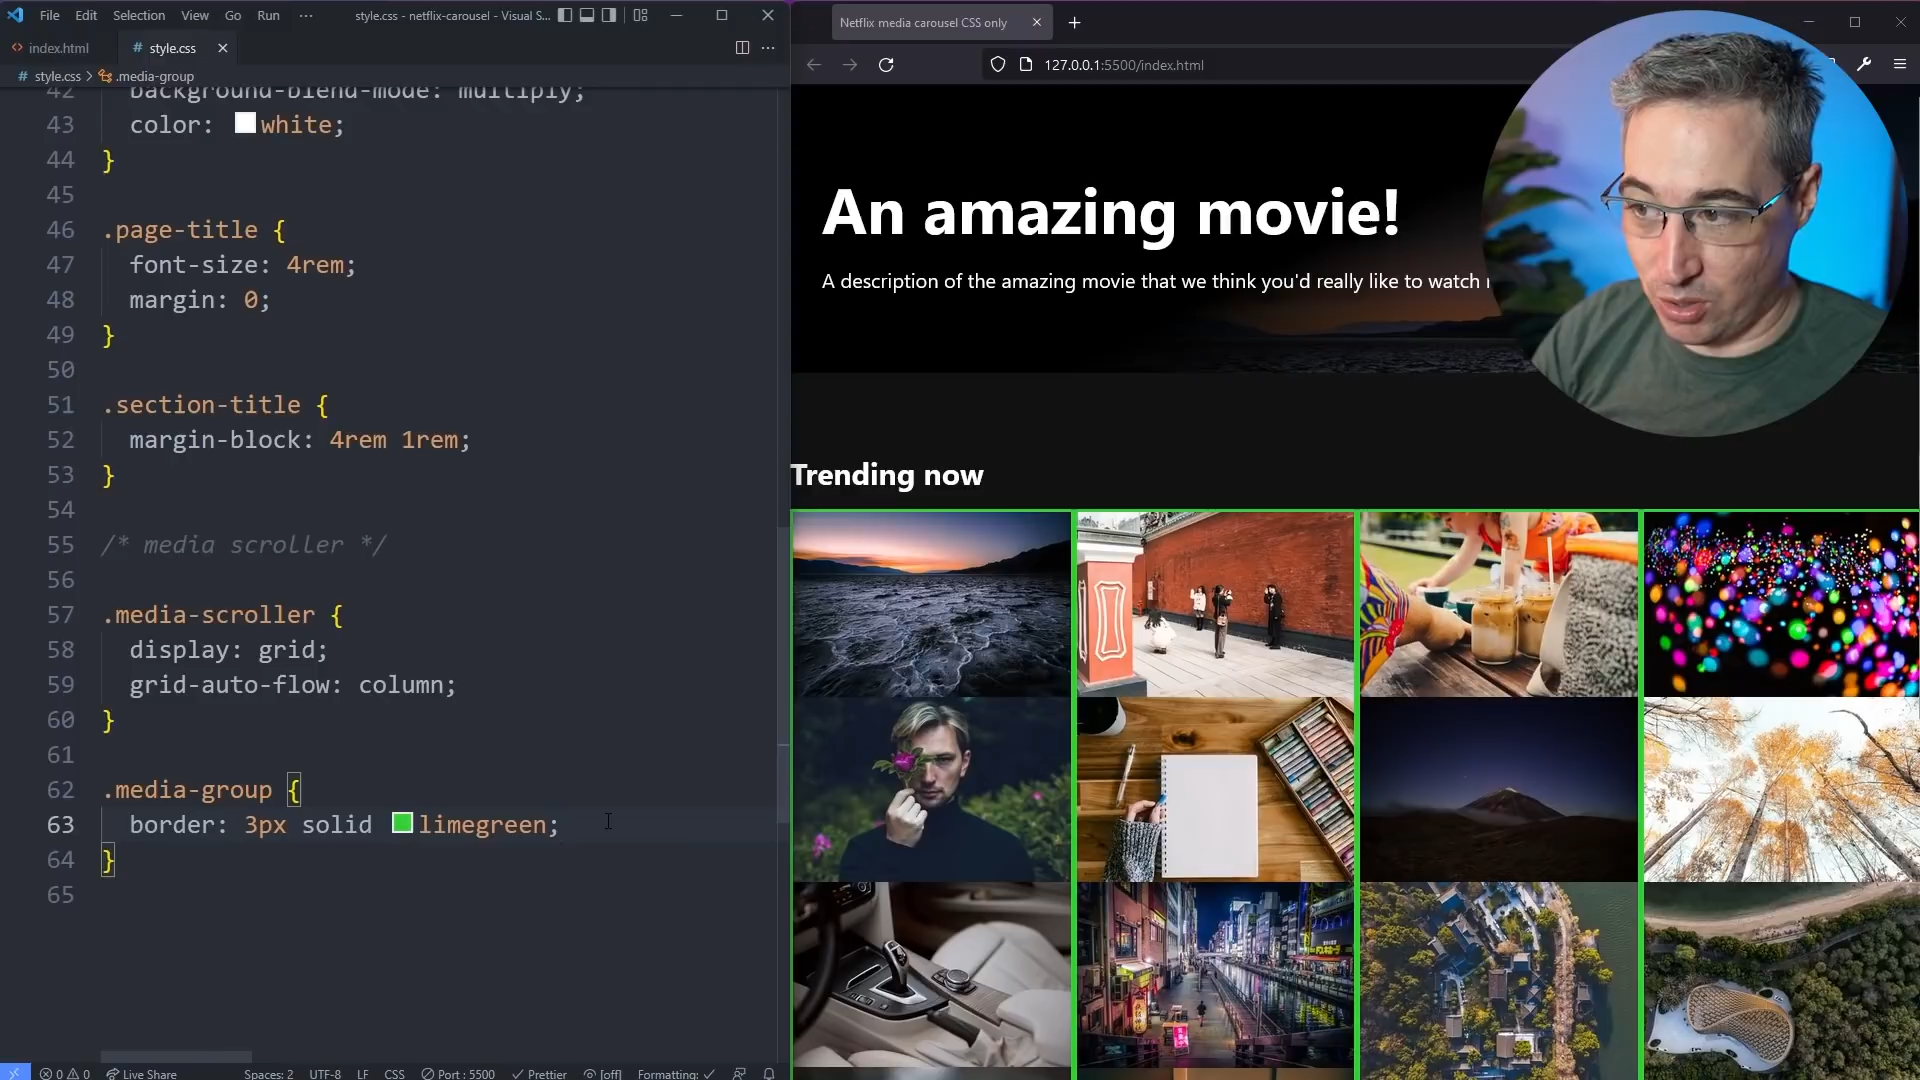 File Edit Selection View Go Run ··· style.css - netflix-carousel - Visual S...
index.html style.css
style.css > .media-group
42 background-blend-mode: multiply;
43 color: white;
44 }
45
46 .page-title {
47 font-size: 4rem;
48 margin: 0;
49 }
50
51 .section-title {
52 margin-block: 4rem 1rem;
53 }
54
55 /* media scroller */
56
57 .media-scroller {
58 display: grid;
59 grid-auto-flow: column;
60 }
61
62 .media-group {
63 border: 3px solid limegreen;
64 }
65
0 0 Live Share Spaces: 2 UTF-8 LF CSS Port : 5500 Prettier [off] Formatting:
Netflix media carousel CSS only
127.0.0.1:5500/index.html
An amazing movie!
A description of the amazing movie that we think you'd really like to watch
Trending now